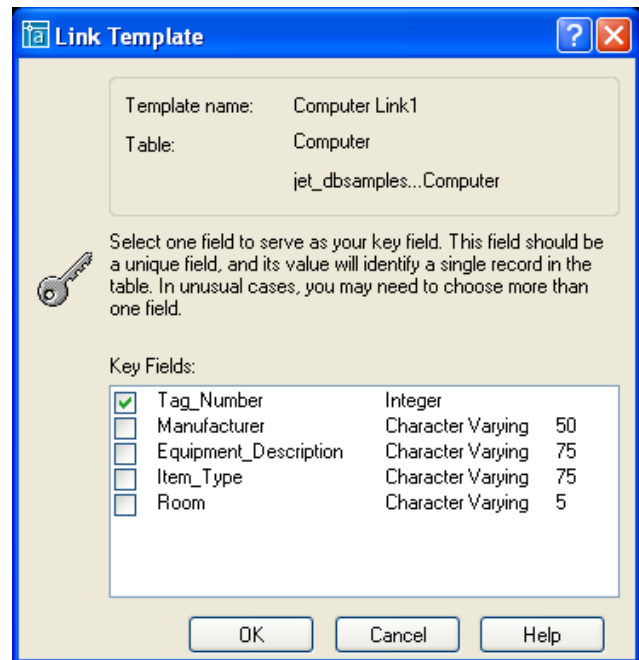 Link Template
Template name: Computer Link1
Table: Computer
jet_dbsamples...Computer
Select one field to serve as your key field. This field should be
a unique field, and its value will identify a single record in the
table. In unusual cases, you may need to choose more than
one field.
Key Fields:
Tag_Number Integer
Manufacturer Character Varying 50
Equipment_Description Character Varying 75
Item_Type Character Varying 75
Room Character Varying 5
OK Cancel Help